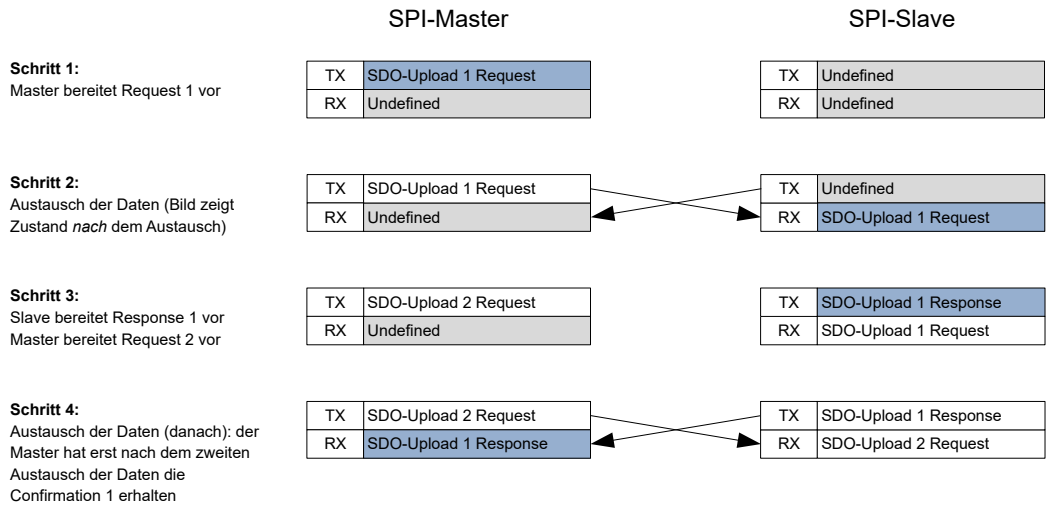 SPI-Master
SPI-Slave
Schritt 1:
Master bereitet Request 1 vor
TX SDO-Upload 1 Request
RX Undefined
TX Undefined
RX Undefined
Schritt 2:
Austausch der Daten (Bild zeigt
Zustand nach dem Austausch)
TX SDO-Upload 1 Request
RX Undefined
TX Undefined
RX SDO-Upload 1 Request
Schritt 3:
Slave bereitet Response 1 vor
Master bereitet Request 2 vor
TX SDO-Upload 2 Request
RX Undefined
TX SDO-Upload 1 Response
RX SDO-Upload 1 Request
Schritt 4:
Austausch der Daten (danach): der
Master hat erst nach dem zweiten
Austausch der Daten die
Confirmation 1 erhalten
TX SDO-Upload 2 Request
RX SDO-Upload 1 Response
TX SDO-Upload 1 Response
RX SDO-Upload 2 Request